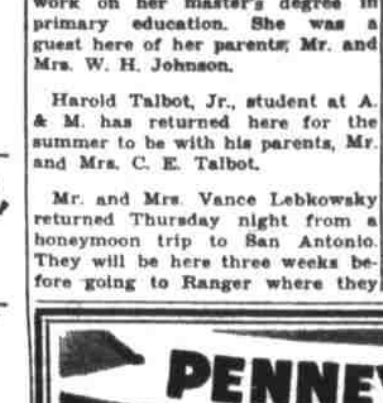 work on her master's degree in
primary education. She was a
guest here of her parents, Mr. and
Mrs. W. H. Johnson.
Harold Talbot, Jr., student at A.
& M. has returned here for the
summer to be with his parents, Mr.
and Mrs. C. E. Talbot.
Mr. and Mrs. Vance Lebkowsky
returned Thursday night from a
honeymoon trip to San Antonio.
They will be here three weeks be-
fore going to Ranger where they
PENNEY